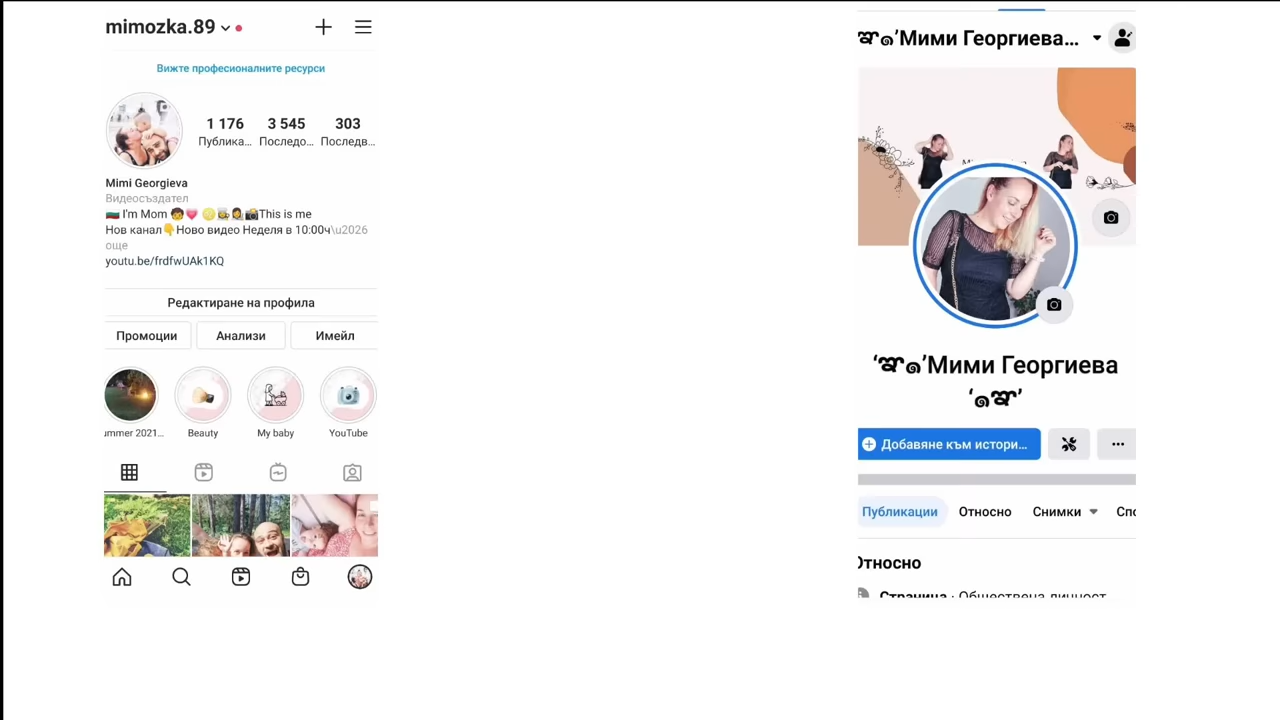 mimozka.89
Вижте професионалните ресурси
1 176
3 545
303
Публика...
Последо...
Последв...
Mimi Georgieva
Видеосъздател
🇧🇬 I'm Mom 🧒💗 🌕👩‍🍳👩‍🎨📸This is me
Нов канал👇Ново видео Неделя в 10:00ч\u2026
още
youtu.be/frdfwUAk1KQ
Редактиране на профила
Промоции
Анализи
Имейл
ummer 2021...
Beauty
My baby
YouTube
Мими Георгиева...
Мими Георгиева
Добавяне към истори...
Публикации
Относно
Снимки
Спо
Относно
Страница · Обществена личност